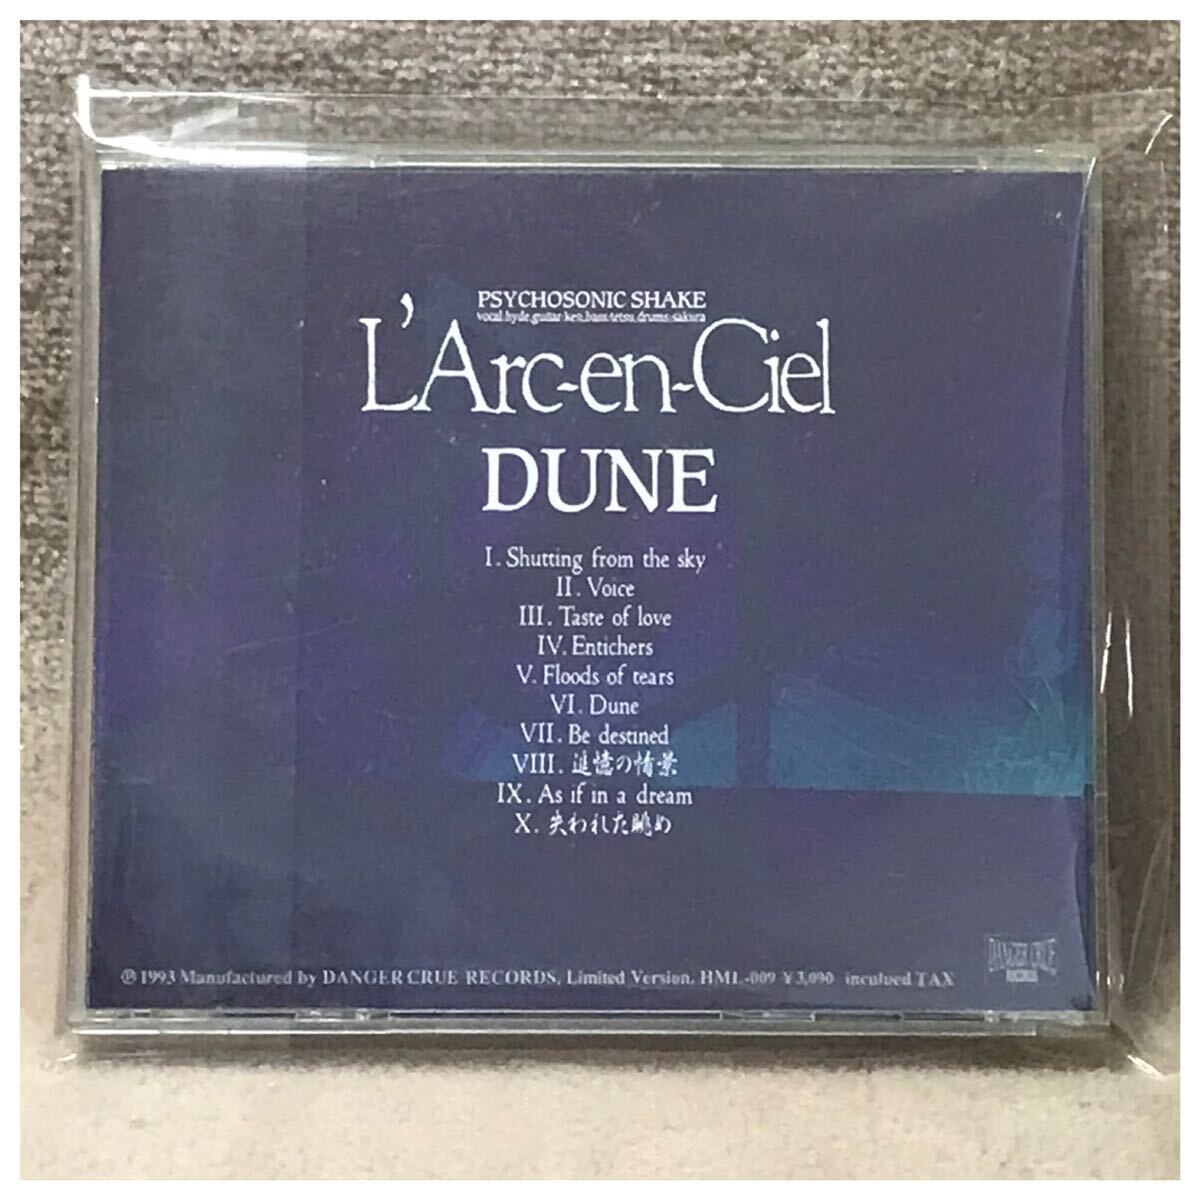 PSYCHOSONIC SHAKE
vocal·hyde,guitar·ken,bass·tetsu,drums·sakura
L'Arc-en-Ciel
DUNE
I. Shutting from the sky
II. Voice
III. Taste of love
IV. Entichers
V. Floods of tears
VI. Dune
VII. Be destined
VIII. 追憶の情景
IX. As if in a dream
X. 失われた眺め
℗ 1993 Manufactured by DANGER CRUE RECORDS, Limited Version. HML-009 ¥3,090 inculued TAX
DANGER CRUE
RECORDS